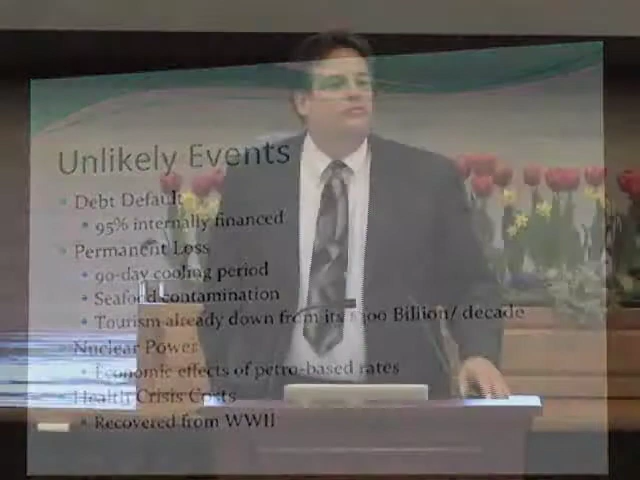 Unlikely Events
Debt Default
95% internally financed
Permanent Loss
90-day cooling period
Seafood contamination
Tourism already down from its 300 Billion/ decade
Nuclear Power
Economic effects of petro-based rates
Health Crisis Costs
Recovered from WWII